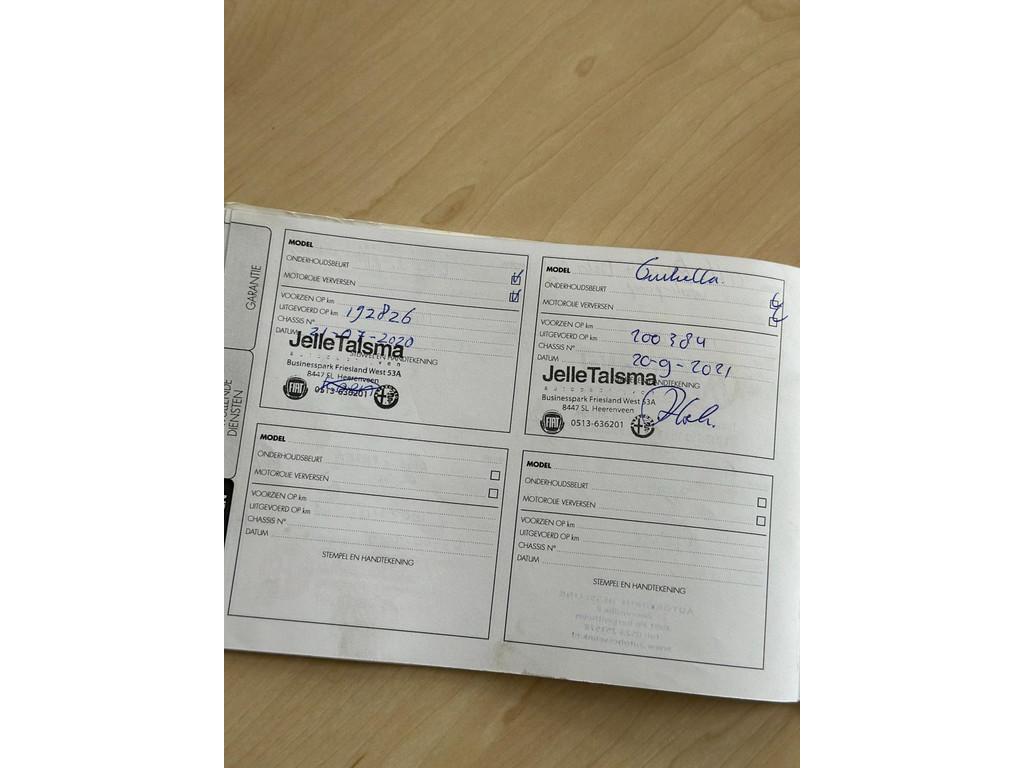 GARANTIE
DIENSTEN
MODEL
ONDERHOUDSBEURT
MOTOROLIE VERVERSEN
VOORZIEN OP km
UITGEVOERD OP km 192826
CHASSIS N°
DATUM 21-07-2020
JelleTalsma
STEMPEL EN HANDTEKENING
Businesspark Friesland West 53A
8447 SL Heerenveen
FIAT 0513-636201
MODEL
ONDERHOUDSBEURT
MOTOROLIE VERVERSEN
VOORZIEN OP km
UITGEVOERD OP km 200384
CHASSIS N°
DATUM 20-9-2021
JelleTalsma
HANDTEKENING
Businesspark Friesland West 53A
8447 SL Heerenveen
FIAT 0513-636201
MODEL
ONDERHOUDSBEURT
MOTOROLIE VERVERSEN
VOORZIEN OP km
UITGEVOERD OP km
CHASSIS N°
DATUM
STEMPEL EN HANDTEKENING
MODEL
ONDERHOUDSBEURT
MOTOROLIE VERVERSEN
VOORZIEN OP km
UITGEVOERD OP km
CHASSIS N°
DATUM
STEMPEL EN HANDTEKENING